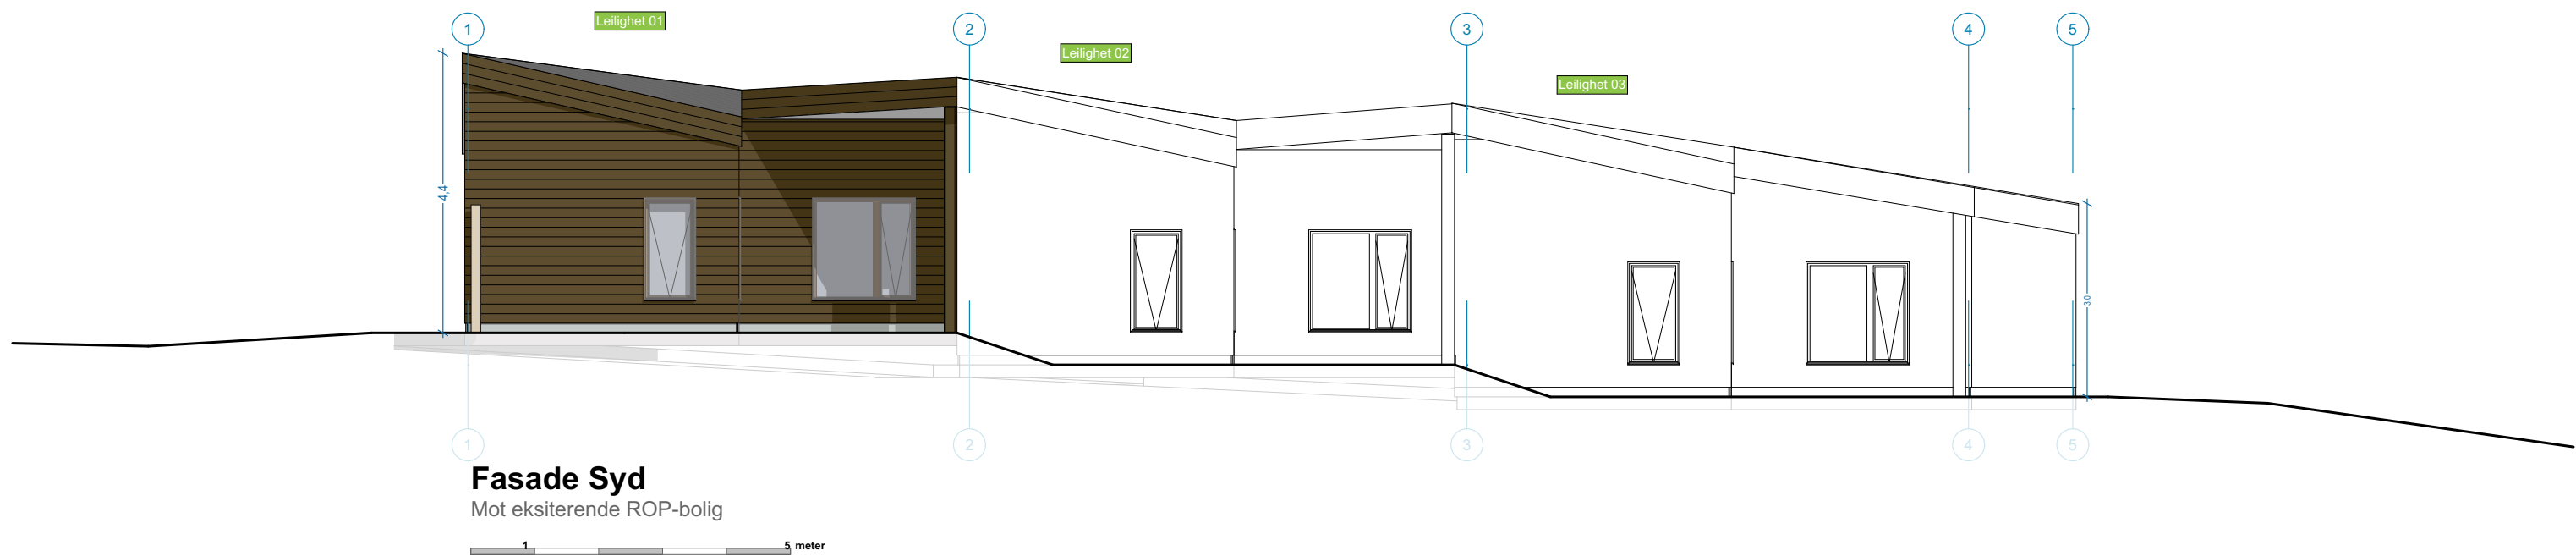 Leilighet 01
Leilighet 02
Leilighet 03
1 2 3 4 5
4,4
3,0
1 2 3 4 5
Fasade Syd
Mot eksiterende ROP-bolig
1 5 meter